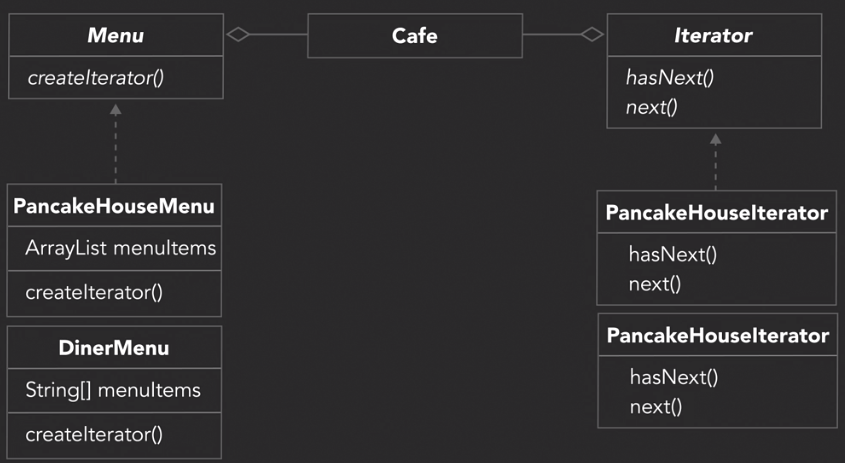 Menu
createIterator()
Cafe
Iterator
hasNext()
next()
PancakeHouseMenu
ArrayList menuItems
createIterator()
DinerMenu
String[] menuItems
createIterator()
PancakeHouseIterator
hasNext()
next()
PancakeHouseIterator
hasNext()
next()